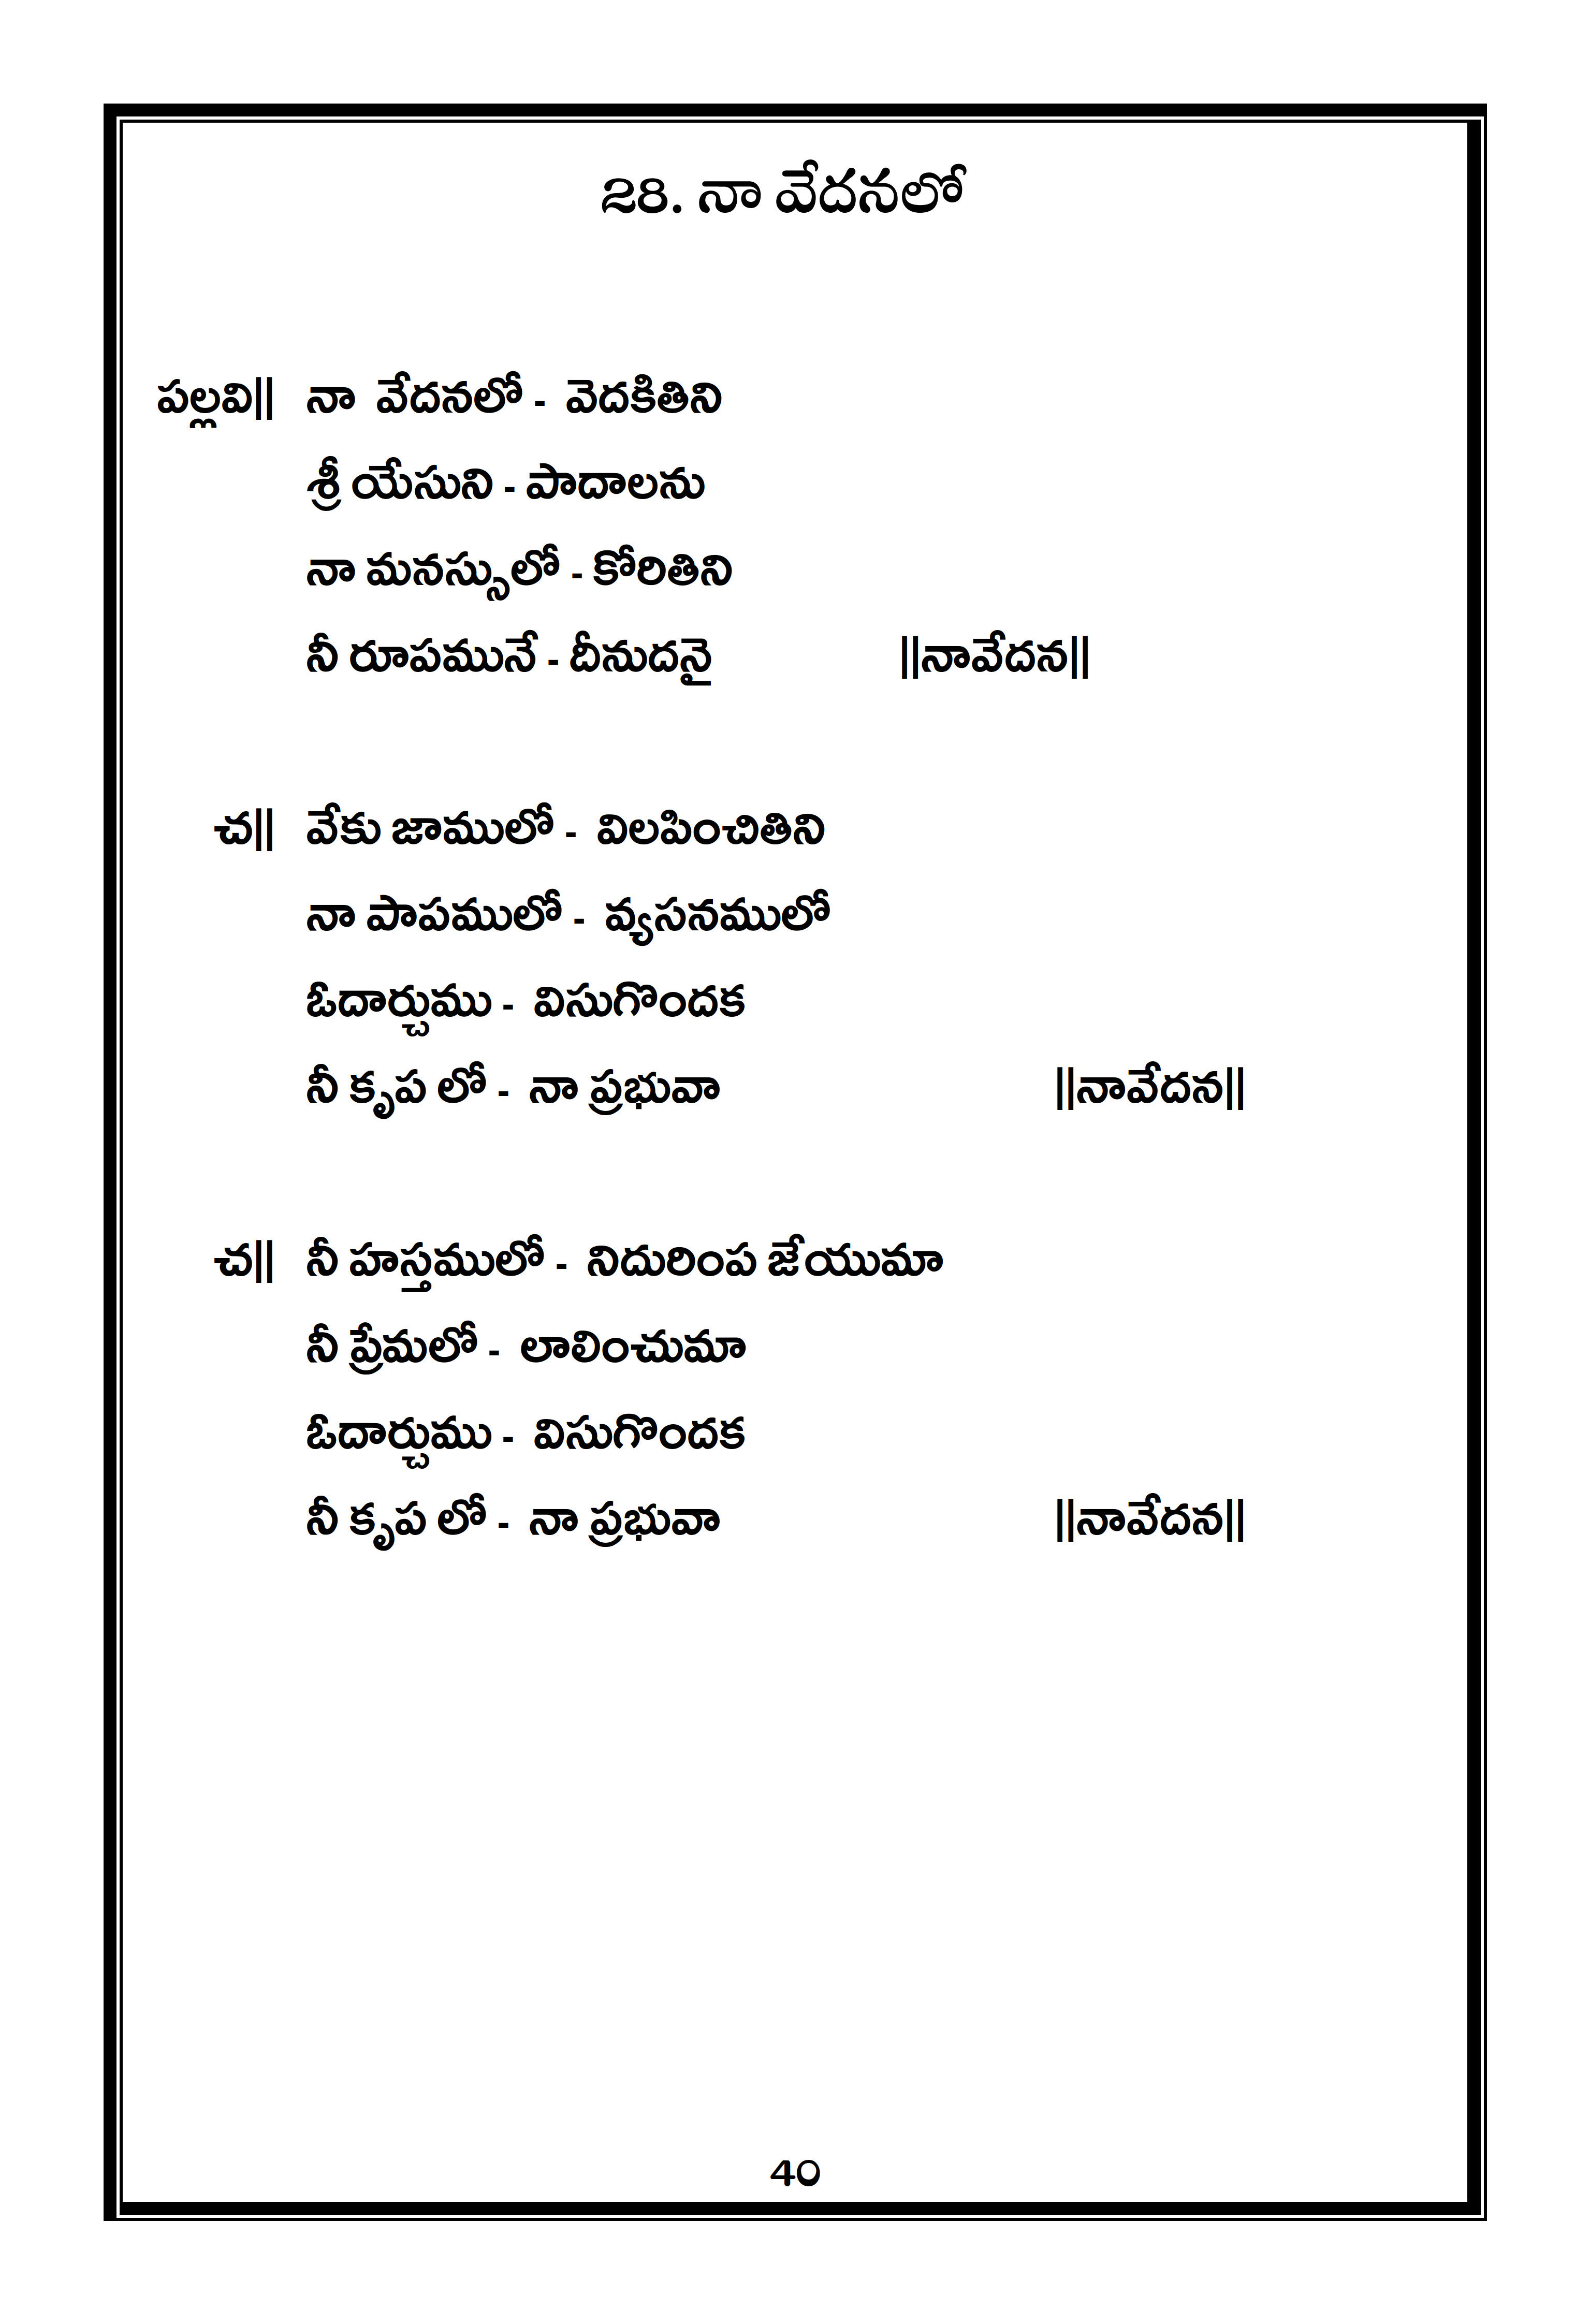 28. నా వేదనలో
పల్లవి|| నా వేదనలో - వెదకితిని
శ్రీ యేసుని - పాదాలను
నా మనస్సులో - కోరితిని
నీ రూపమునే - దీనుదనై ||నావేదన||
చ|| వేకు జాములో - విలపించితిని
నా పాపములో - వ్యసనములో
ఓదార్చుము - విసుగొందక
నీ కృప లో - నా ప్రభువా ||నావేదన||
చ|| నీ హస్తములో - నిదురింప జేయుమా
నీ ప్రేమలో - లాలించుమా
ఓదార్చుము - విసుగొందక
నీ కృప లో - నా ప్రభువా ||నావేదన||
40